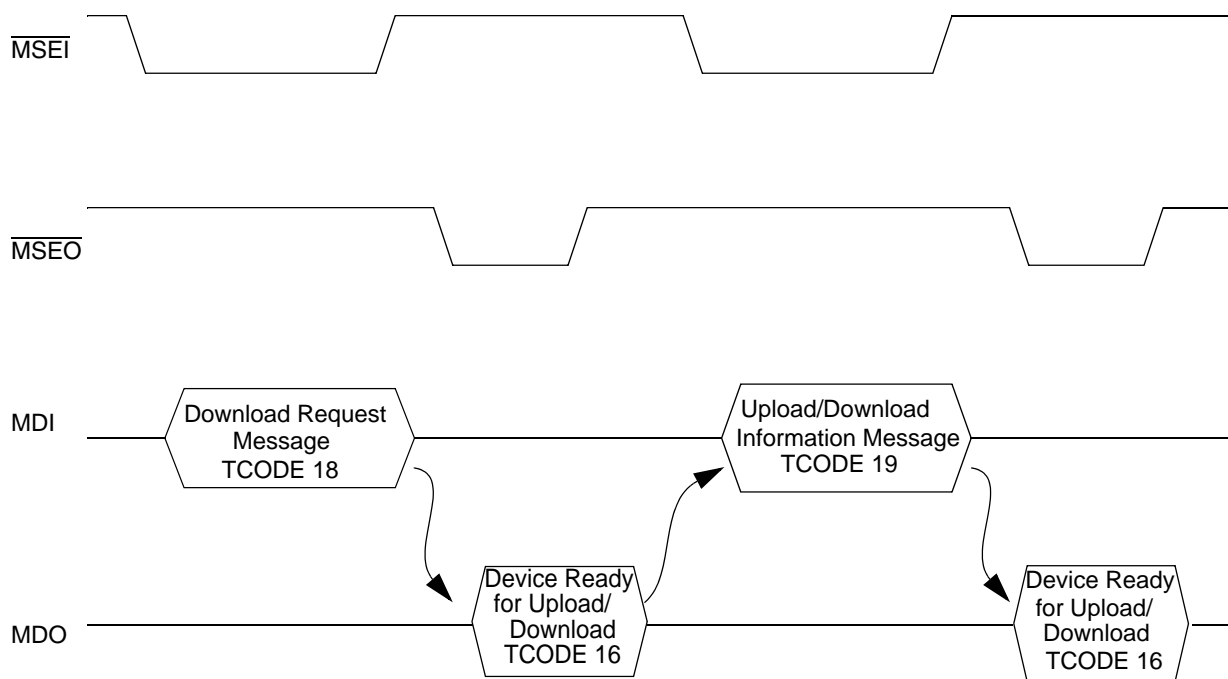 MSEI
MSEO
MDI
Download Request
Message
TCODE 18
Upload/Download
Information Message
TCODE 19
MDO
Device Ready
for Upload/
Download
TCODE 16
Device Ready
for Upload/
Download
TCODE 16